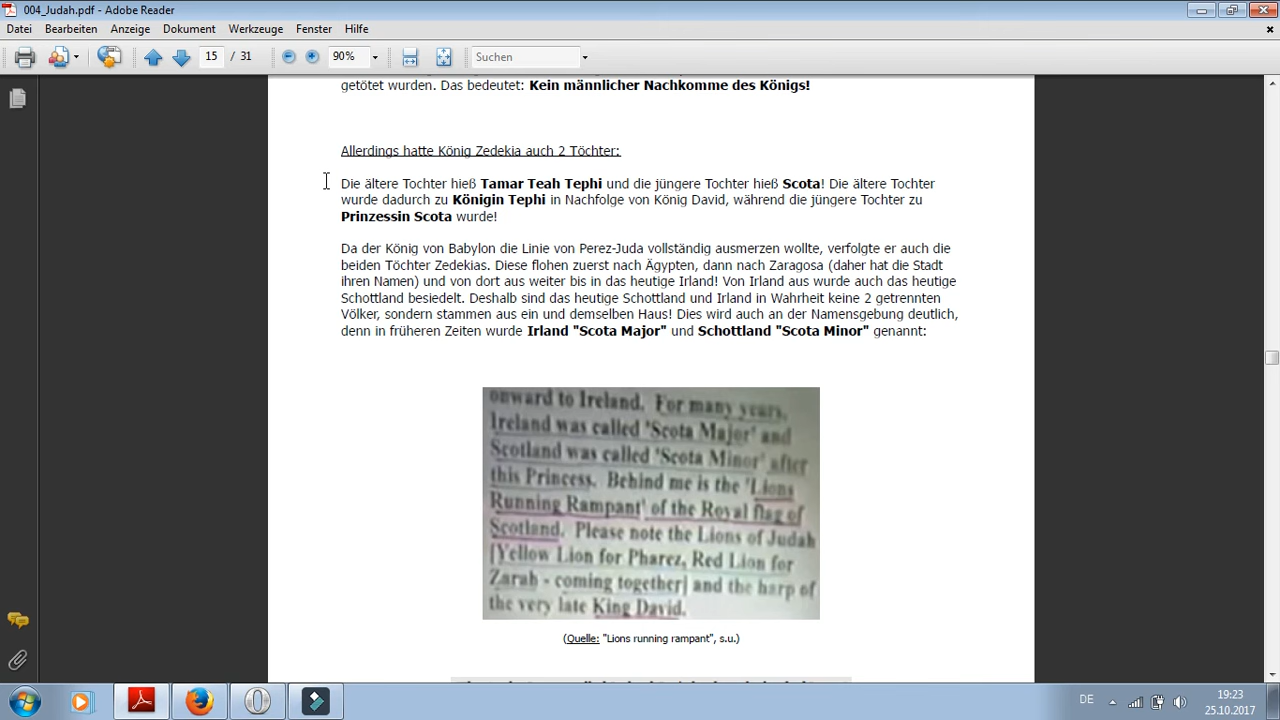 004_Judah.pdf - Adobe Reader
Datei Bearbeiten Anzeige Dokument Werkzeuge Fenster Hilfe
15 / 31 90% Suchen
getötet wurden. Das bedeutet: Kein männlicher Nachkomme des Königs!
Allerdings hatte König Zedekia auch 2 Töchter:
Die ältere Tochter hieß Tamar Teah Tephi und die jüngere Tochter hieß Scota! Die ältere Tochter
wurde dadurch zu Königin Tephi in Nachfolge von König David, während die jüngere Tochter zu
Prinzessin Scota wurde!
Da der König von Babylon die Linie von Perez-Juda vollständig ausmerzen wollte, verfolgte er auch die
beiden Töchter Zedekias. Diese flohen zuerst nach Ägypten, dann nach Zaragosa (daher hat die Stadt
ihren Namen) und von dort aus weiter bis in das heutige Irland! Von Irland aus wurde auch das heutige
Schottland besiedelt. Deshalb sind das heutige Schottland und Irland in Wahrheit keine 2 getrennten
Völker, sondern stammen aus ein und demselben Haus! Dies wird auch an der Namensgebung deutlich,
denn in früheren Zeiten wurde Irland "Scota Major" und Schottland "Scota Minor" genannt:
onward to Ireland. For many years,
Ireland was called 'Scota Major' and
Scotland was called 'Scota Minor' after
this Princess. Behind me is the 'Lions
Running Rampant' of the Royal flag of
Scotland. Please note the Lions of Judah
[Yellow Lion for Pharez, Red Lion for
Zarah - coming together] and the harp of
the very late King David.
(Quelle: "Lions running rampant", s.u.)
DE
19:23
25.10.2017